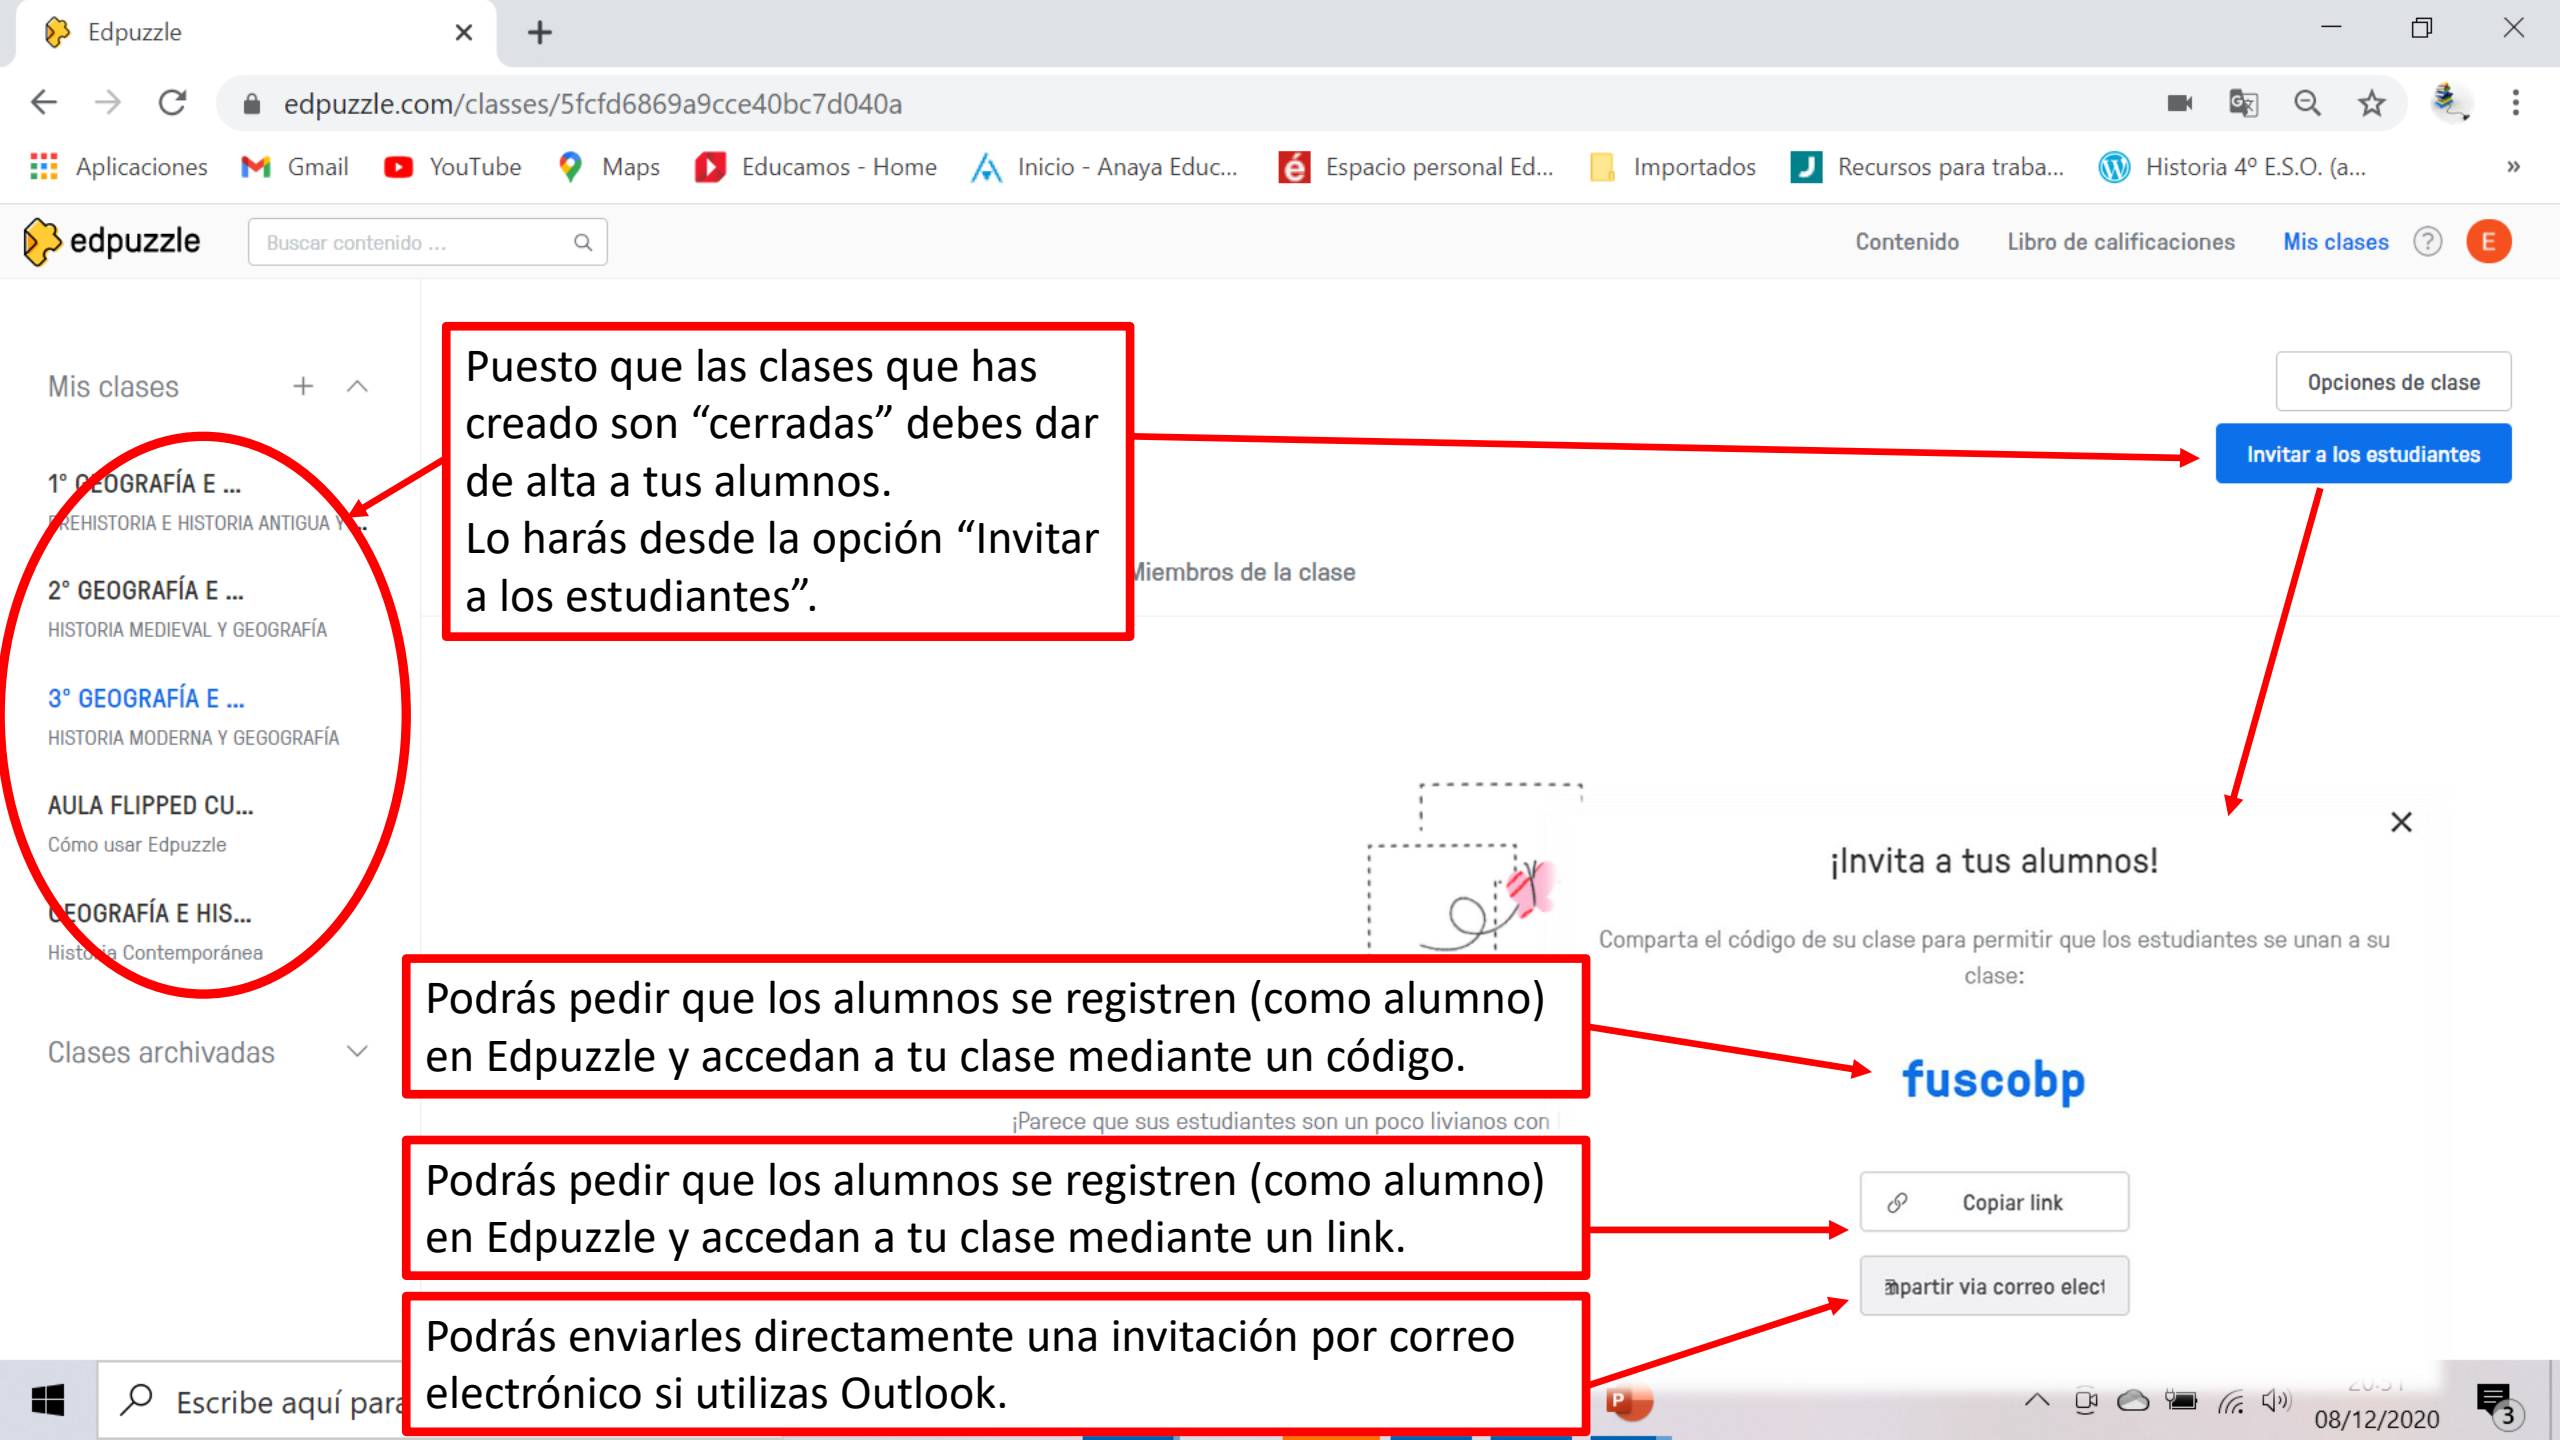 Edpuzzle
edpuzzle.com/classes/5fcfd6869a9cce40bc7d040a
Aplicaciones
Gmail
YouTube
Maps
Educamos - Home
Inicio - Anaya Educ...
Espacio personal Ed...
Importados
Recursos para traba...
Historia 4º E.S.O. (a...
»
edpuzzle
Buscar contenido ...
Contenido
Libro de calificaciones
Mis clases
?
E
Mis clases
1° GEOGRAFÍA E ...
PREHISTORIA E HISTORIA ANTIGUA Y ...
2° GEOGRAFÍA E ...
HISTORIA MEDIEVAL Y GEOGRAFÍA
3° GEOGRAFÍA E ...
HISTORIA MODERNA Y GEGOGRAFÍA
AULA FLIPPED CU...
Cómo usar Edpuzzle
GEOGRAFÍA E HIS...
Historia Contemporánea
Clases archivadas
Puesto que las clases que has
creado son “cerradas” debes dar
de alta a tus alumnos.
Lo harás desde la opción “Invitar
a los estudiantes”.
Opciones de clase
Invitar a los estudiantes
Miembros de la clase
¡Invita a tus alumnos!
Comparta el código de su clase para permitir que los estudiantes se unan a su
clase:
fuscobp
Copiar link
mpartir via correo elect
Podrás pedir que los alumnos se registren (como alumno)
en Edpuzzle y accedan a tu clase mediante un código.
¡Parece que sus estudiantes son un poco livianos con
Podrás pedir que los alumnos se registren (como alumno)
en Edpuzzle y accedan a tu clase mediante un link.
Podrás enviarles directamente una invitación por correo
electrónico si utilizas Outlook.
Escribe aquí para
08/12/2020
3